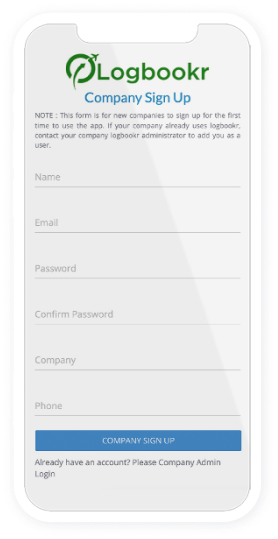 Logbookr
Company Sign Up
NOTE : This form is for new companies to sign up for the first
time to use the app. If your company already uses logbookr,
contact your company logbookr administrator to add you as a
user.
Name
Email
Password
Confirm Password
Company
Phone
COMPANY SIGN UP
Already have an account? Please Company Admin
Login